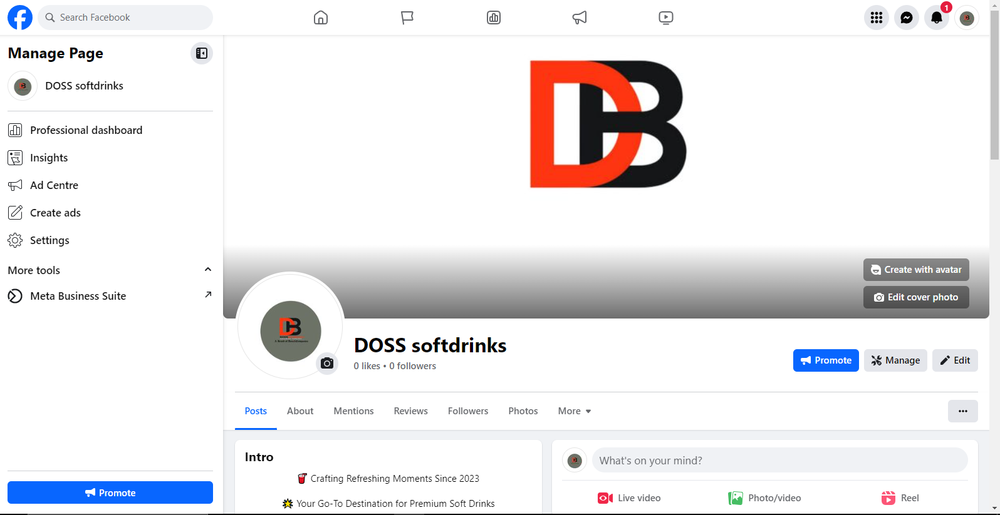 Search Facebook
1
Manage Page
DOSS softdrinks
Professional dashboard
Insights
Ad Centre
Create ads
Settings
More tools
Meta Business Suite
Promote
DB
Create with avatar
Edit cover photo
DB
DOSS softdrinks
0 likes • 0 followers
Promote
Manage
Edit
Posts
About
Mentions
Reviews
Followers
Photos
More
Intro
🥤 Crafting Refreshing Moments Since 2023
🌟 Your Go-To Destination for Premium Soft Drinks
What's on your mind?
Live video
Photo/video
Reel